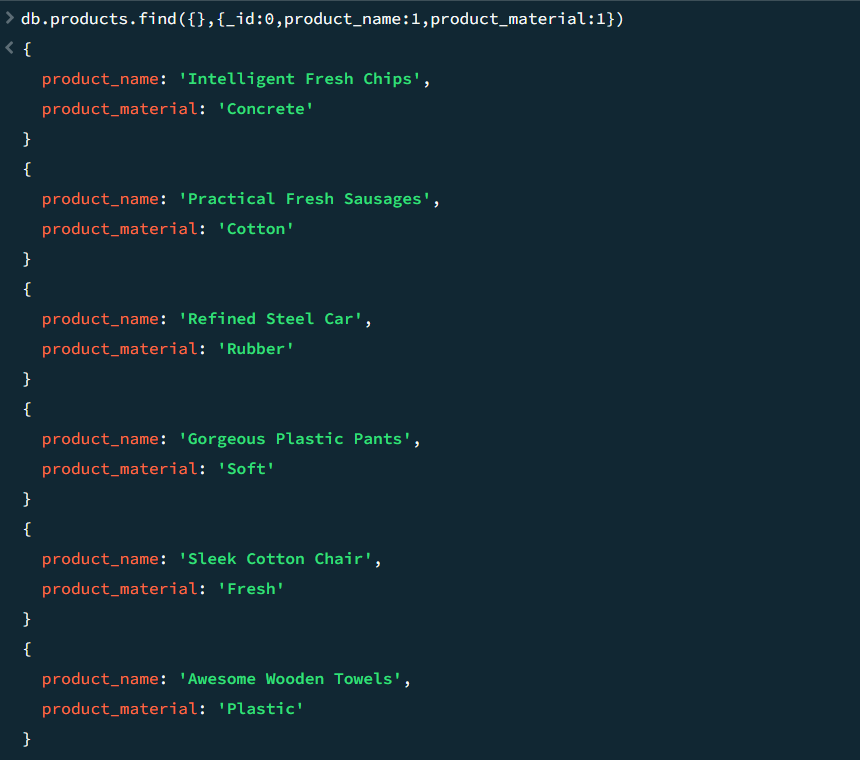 > db.products.find({},{_id:0,product_name:1,product_material:1})
< {
product_name: 'Intelligent Fresh Chips',
product_material: 'Concrete'
}
{
product_name: 'Practical Fresh Sausages',
product_material: 'Cotton'
}
{
product_name: 'Refined Steel Car',
product_material: 'Rubber'
}
{
product_name: 'Gorgeous Plastic Pants',
product_material: 'Soft'
}
{
product_name: 'Sleek Cotton Chair',
product_material: 'Fresh'
}
{
product_name: 'Awesome Wooden Towels',
product_material: 'Plastic'
}